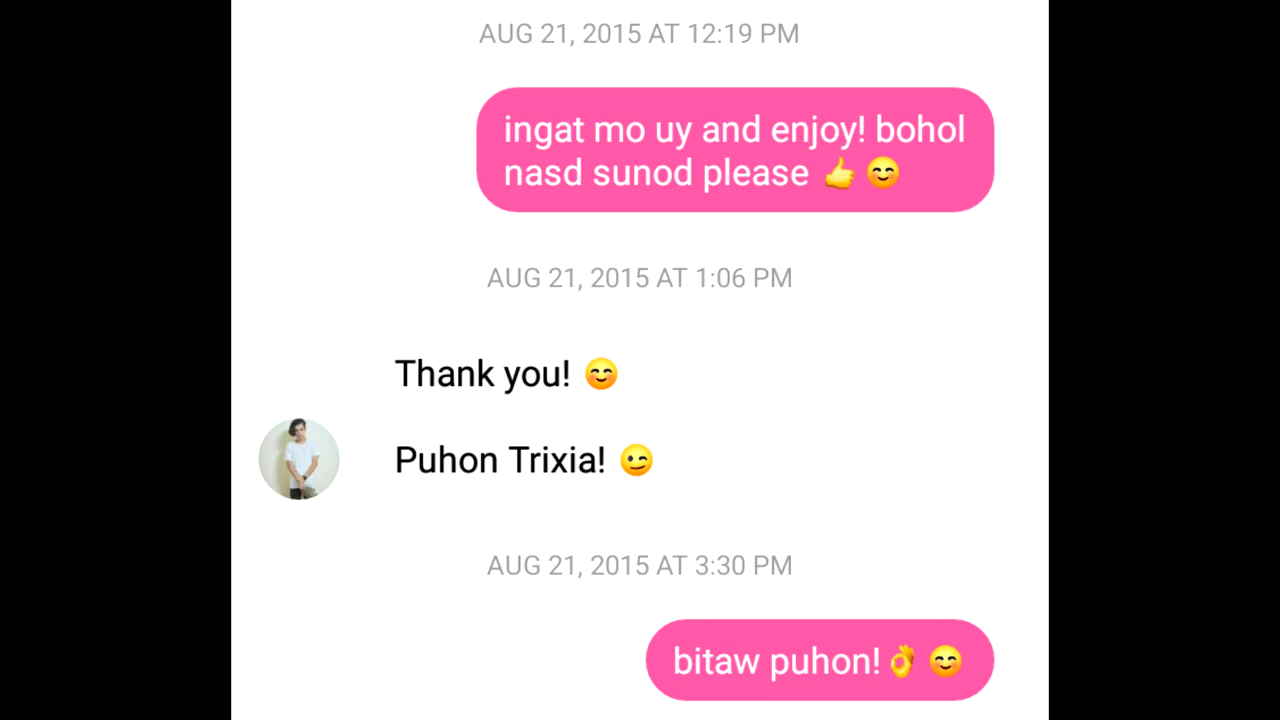 AUG 21, 2015 AT 12:19 PM
ingat mo uy and enjoy! bohol
nasd sunod please 👍 😊
AUG 21, 2015 AT 1:06 PM
Thank you! 😊
Puhon Trixia! 😉
AUG 21, 2015 AT 3:30 PM
bitaw puhon!👌 😊